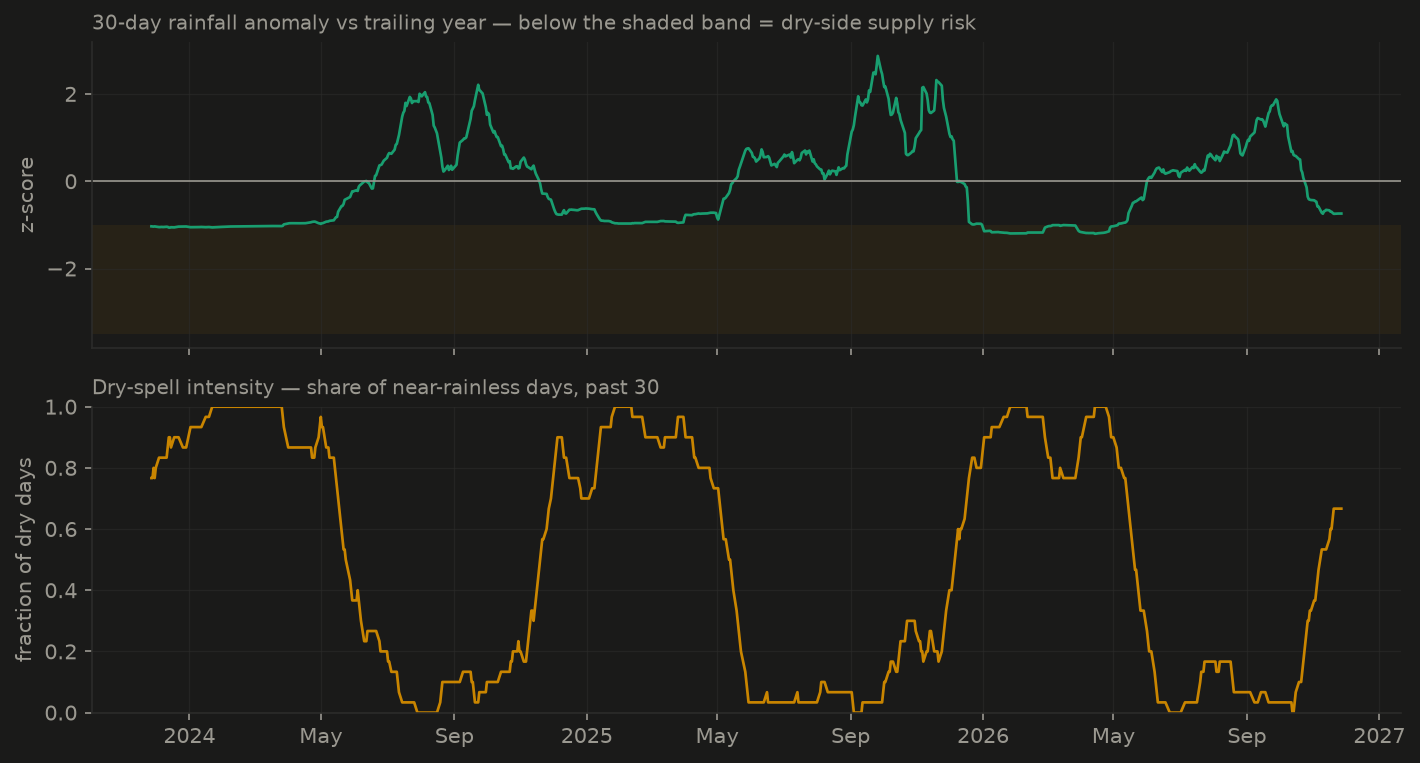 30-day rainfall anomaly vs trailing year — below the shaded band = dry-side supply risk
z-score
2
0
−2
Dry-spell intensity — share of near-rainless days, past 30
fraction of dry days
1.0
0.8
0.6
0.4
0.2
0.0
2024 May Sep 2025 May Sep 2026 May Sep 2027